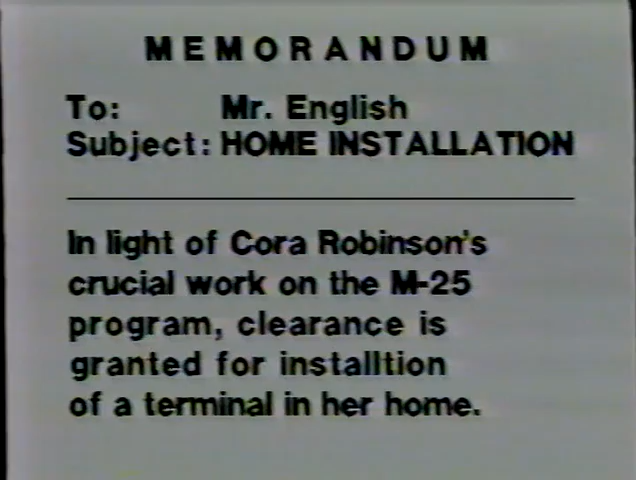 MEMORANDUM
To: Mr. English
Subject: HOME INSTALLATION
In light of Cora Robinson's
crucial work on the M-25
program, clearance is
granted for installtion
of a terminal in her home.